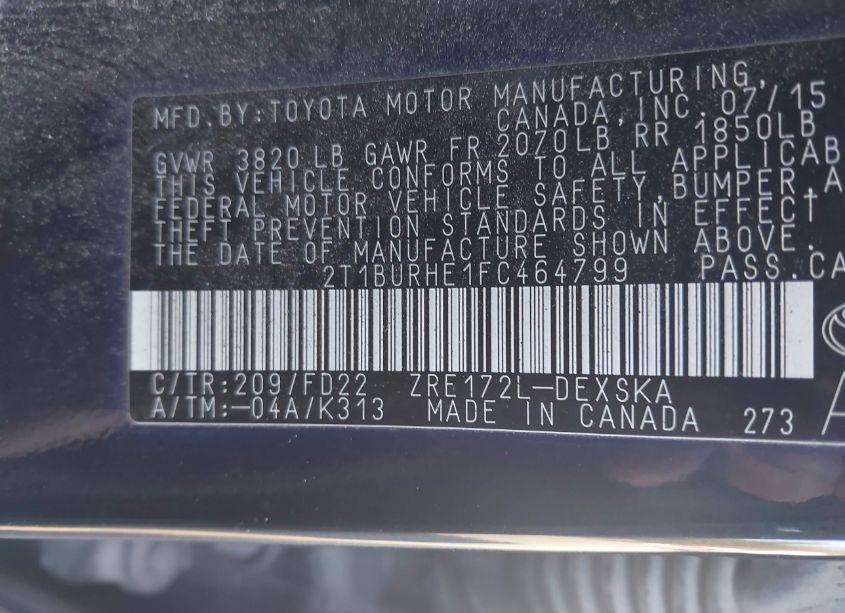 MFD.BY:TOYOTA MOTOR MANUFACTURING,
CANADA,INC.07/15
GVWR 3820LB GAWR FR 2070LB RR 1850LB
THIS VEHICLE CONFORMS TO ALL APPLICAB
FEDERAL MOTOR VEHICLE SAFETY,BUMPER,A
THEFT PREVENTION STANDARDS IN EFFECT
THE DATE OF MANUFACTURE SHOWN ABOVE.
2T1BURHE1FC464799 PASS.CA
C/TR:209/FD22 ZRE172L-DEXSKA
A/TM:-04A/K313 MADE IN CANADA 273
A